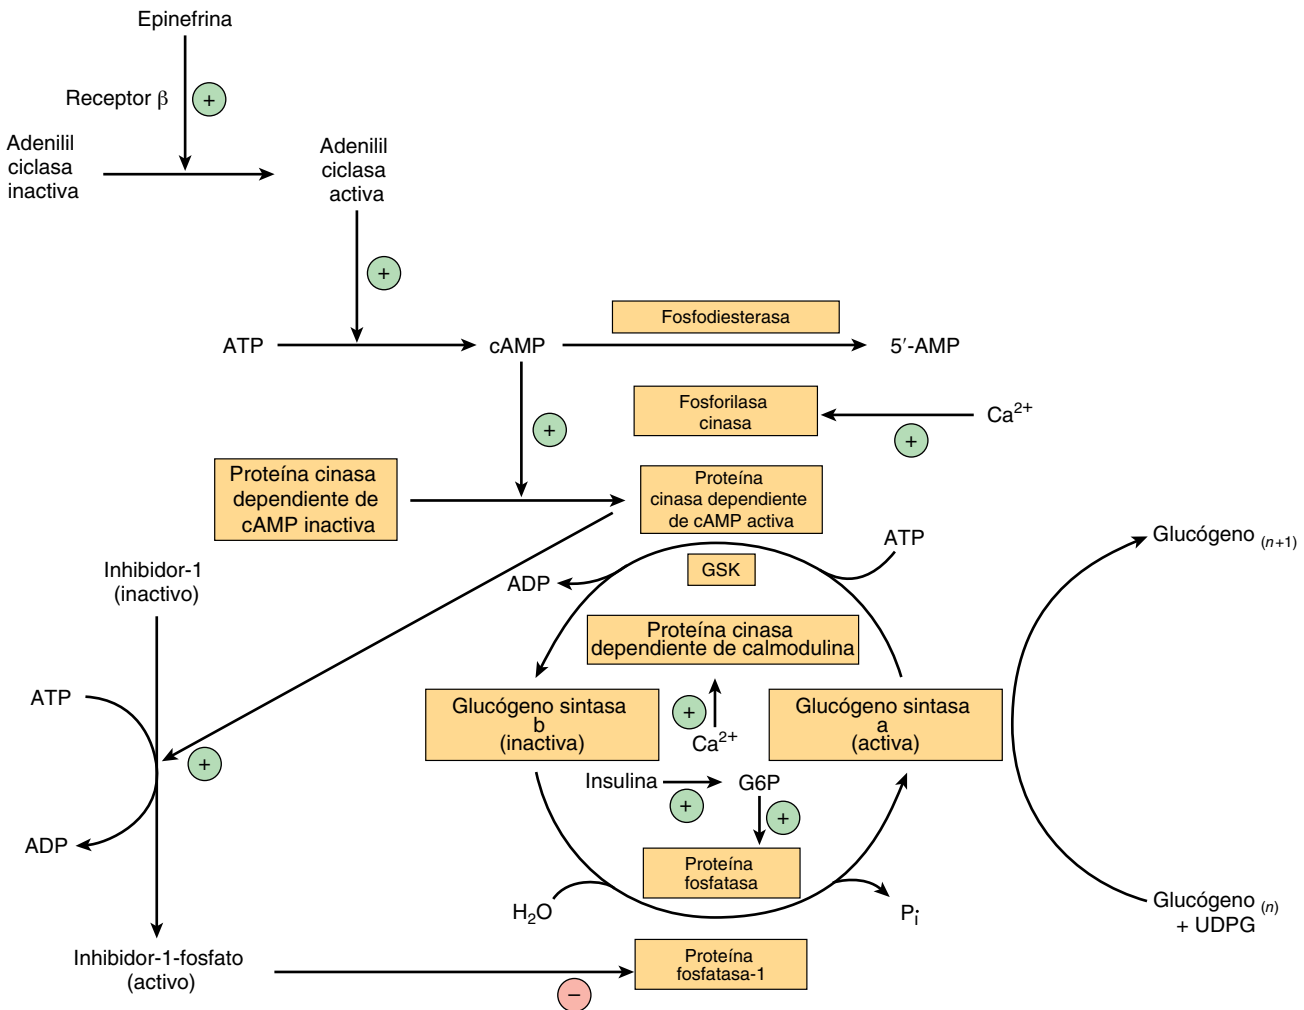 Epinefrina
Receptor β
+
Adenilil
ciclasa
inactiva
Adenilil
ciclasa
activa
+
Fosfodiesterasa
ATP
cAMP
5′-AMP
Fosforilasa
cinasa
Ca²⁺
+
+
Proteína cinasa
dependiente de
cAMP inactiva
Proteína
cinasa dependiente
de cAMP activa
ATP
Glucógeno (n+1)
GSK
ADP
Inhibidor-1
(inactivo)
Proteína cinasa
dependiente de calmodulina
ATP
Glucógeno sintasa
b
(inactiva)
+
Ca²⁺
Glucógeno sintasa
a
(activa)
+
Insulina
+
G6P
+
ADP
Proteína
fosfatasa
H₂O
Pi
Glucógeno (n)
+ UDPG
Inhibidor-1-fosfato
(activo)
−
Proteína
fosfatasa-1